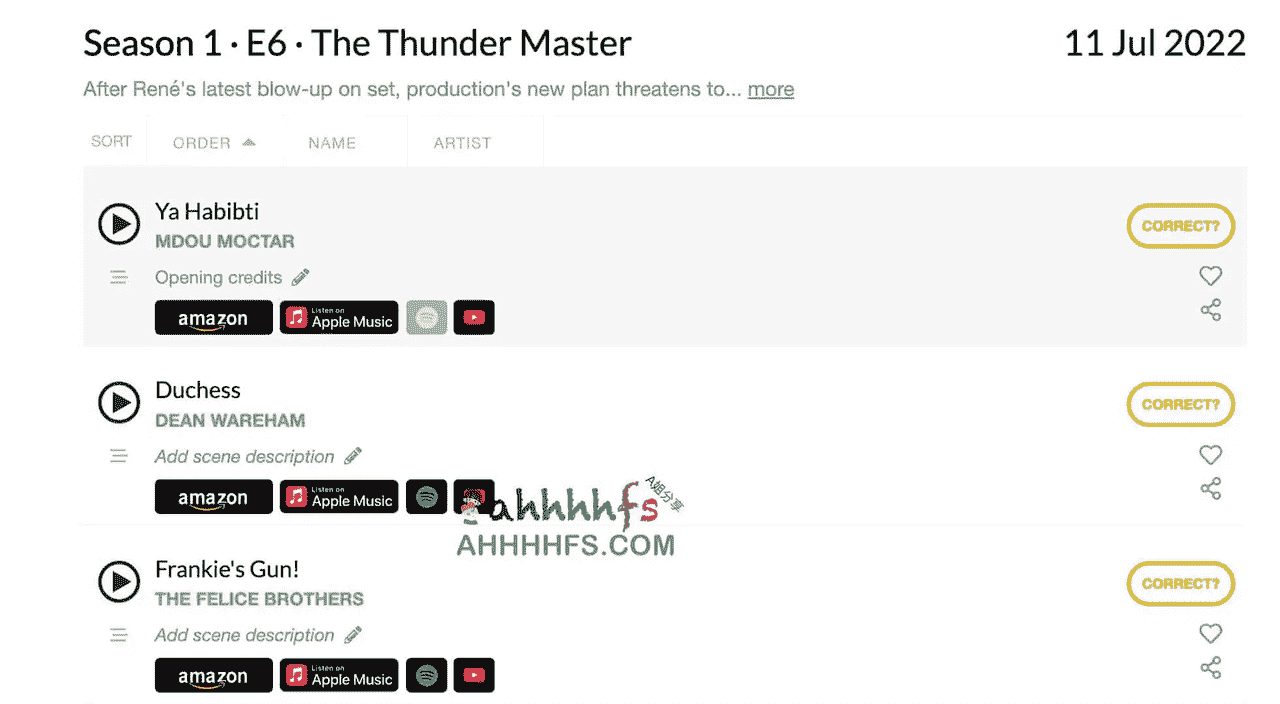 Season 1 · E6 · The Thunder Master
11 Jul 2022
After René's latest blow-up on set, production's new plan threatens to... more
SORT
ORDER
NAME
ARTIST
Ya Habibti
CORRECT?
MDOU MOCTAR
Opening credits
amazon
Listen on
Apple Music
Duchess
CORRECT?
DEAN WAREHAM
Add scene description
amazon
Listen on
Apple Music
ahhhhfs
A姐分享
AHHHHFS.COM
Frankie's Gun!
CORRECT?
THE FELICE BROTHERS
Add scene description
amazon
Listen on
Apple Music